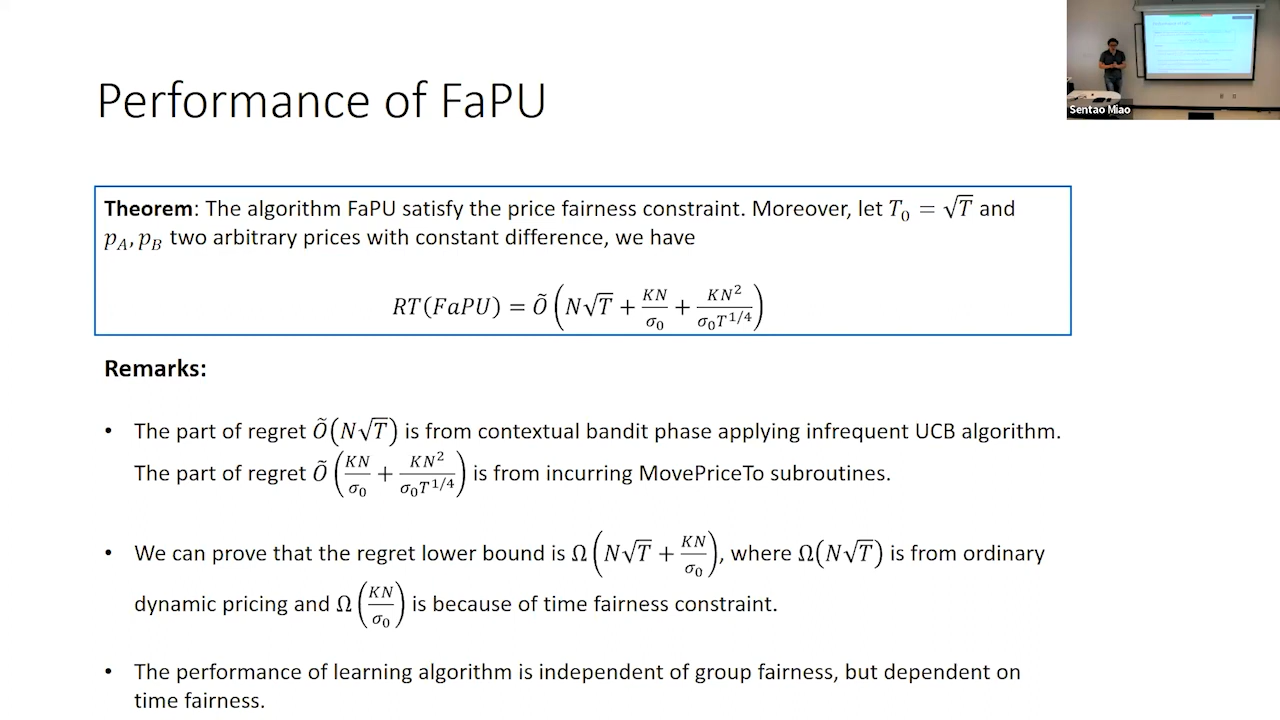 Performance of FaPU
Sentao Miao
Theorem: The algorithm FaPU satisfy the price fairness constraint. Moreover, let T₀ = √T and
p_A, p_B two arbitrary prices with constant difference, we have
RT(FaPU) = Õ(N√T + KN/σ₀ + KN²/(σ₀T^{1/4}))
Remarks:
• The part of regret Õ(N√T) is from contextual bandit phase applying infrequent UCB algorithm.
The part of regret Õ(KN/σ₀ + KN²/(σ₀T^{1/4})) is from incurring MovePriceTo subroutines.
• We can prove that the regret lower bound is Ω(N√T + KN/σ₀), where Ω(N√T) is from ordinary
dynamic pricing and Ω(KN/σ₀) is because of time fairness constraint.
• The performance of learning algorithm is independent of group fairness, but dependent on
time fairness.